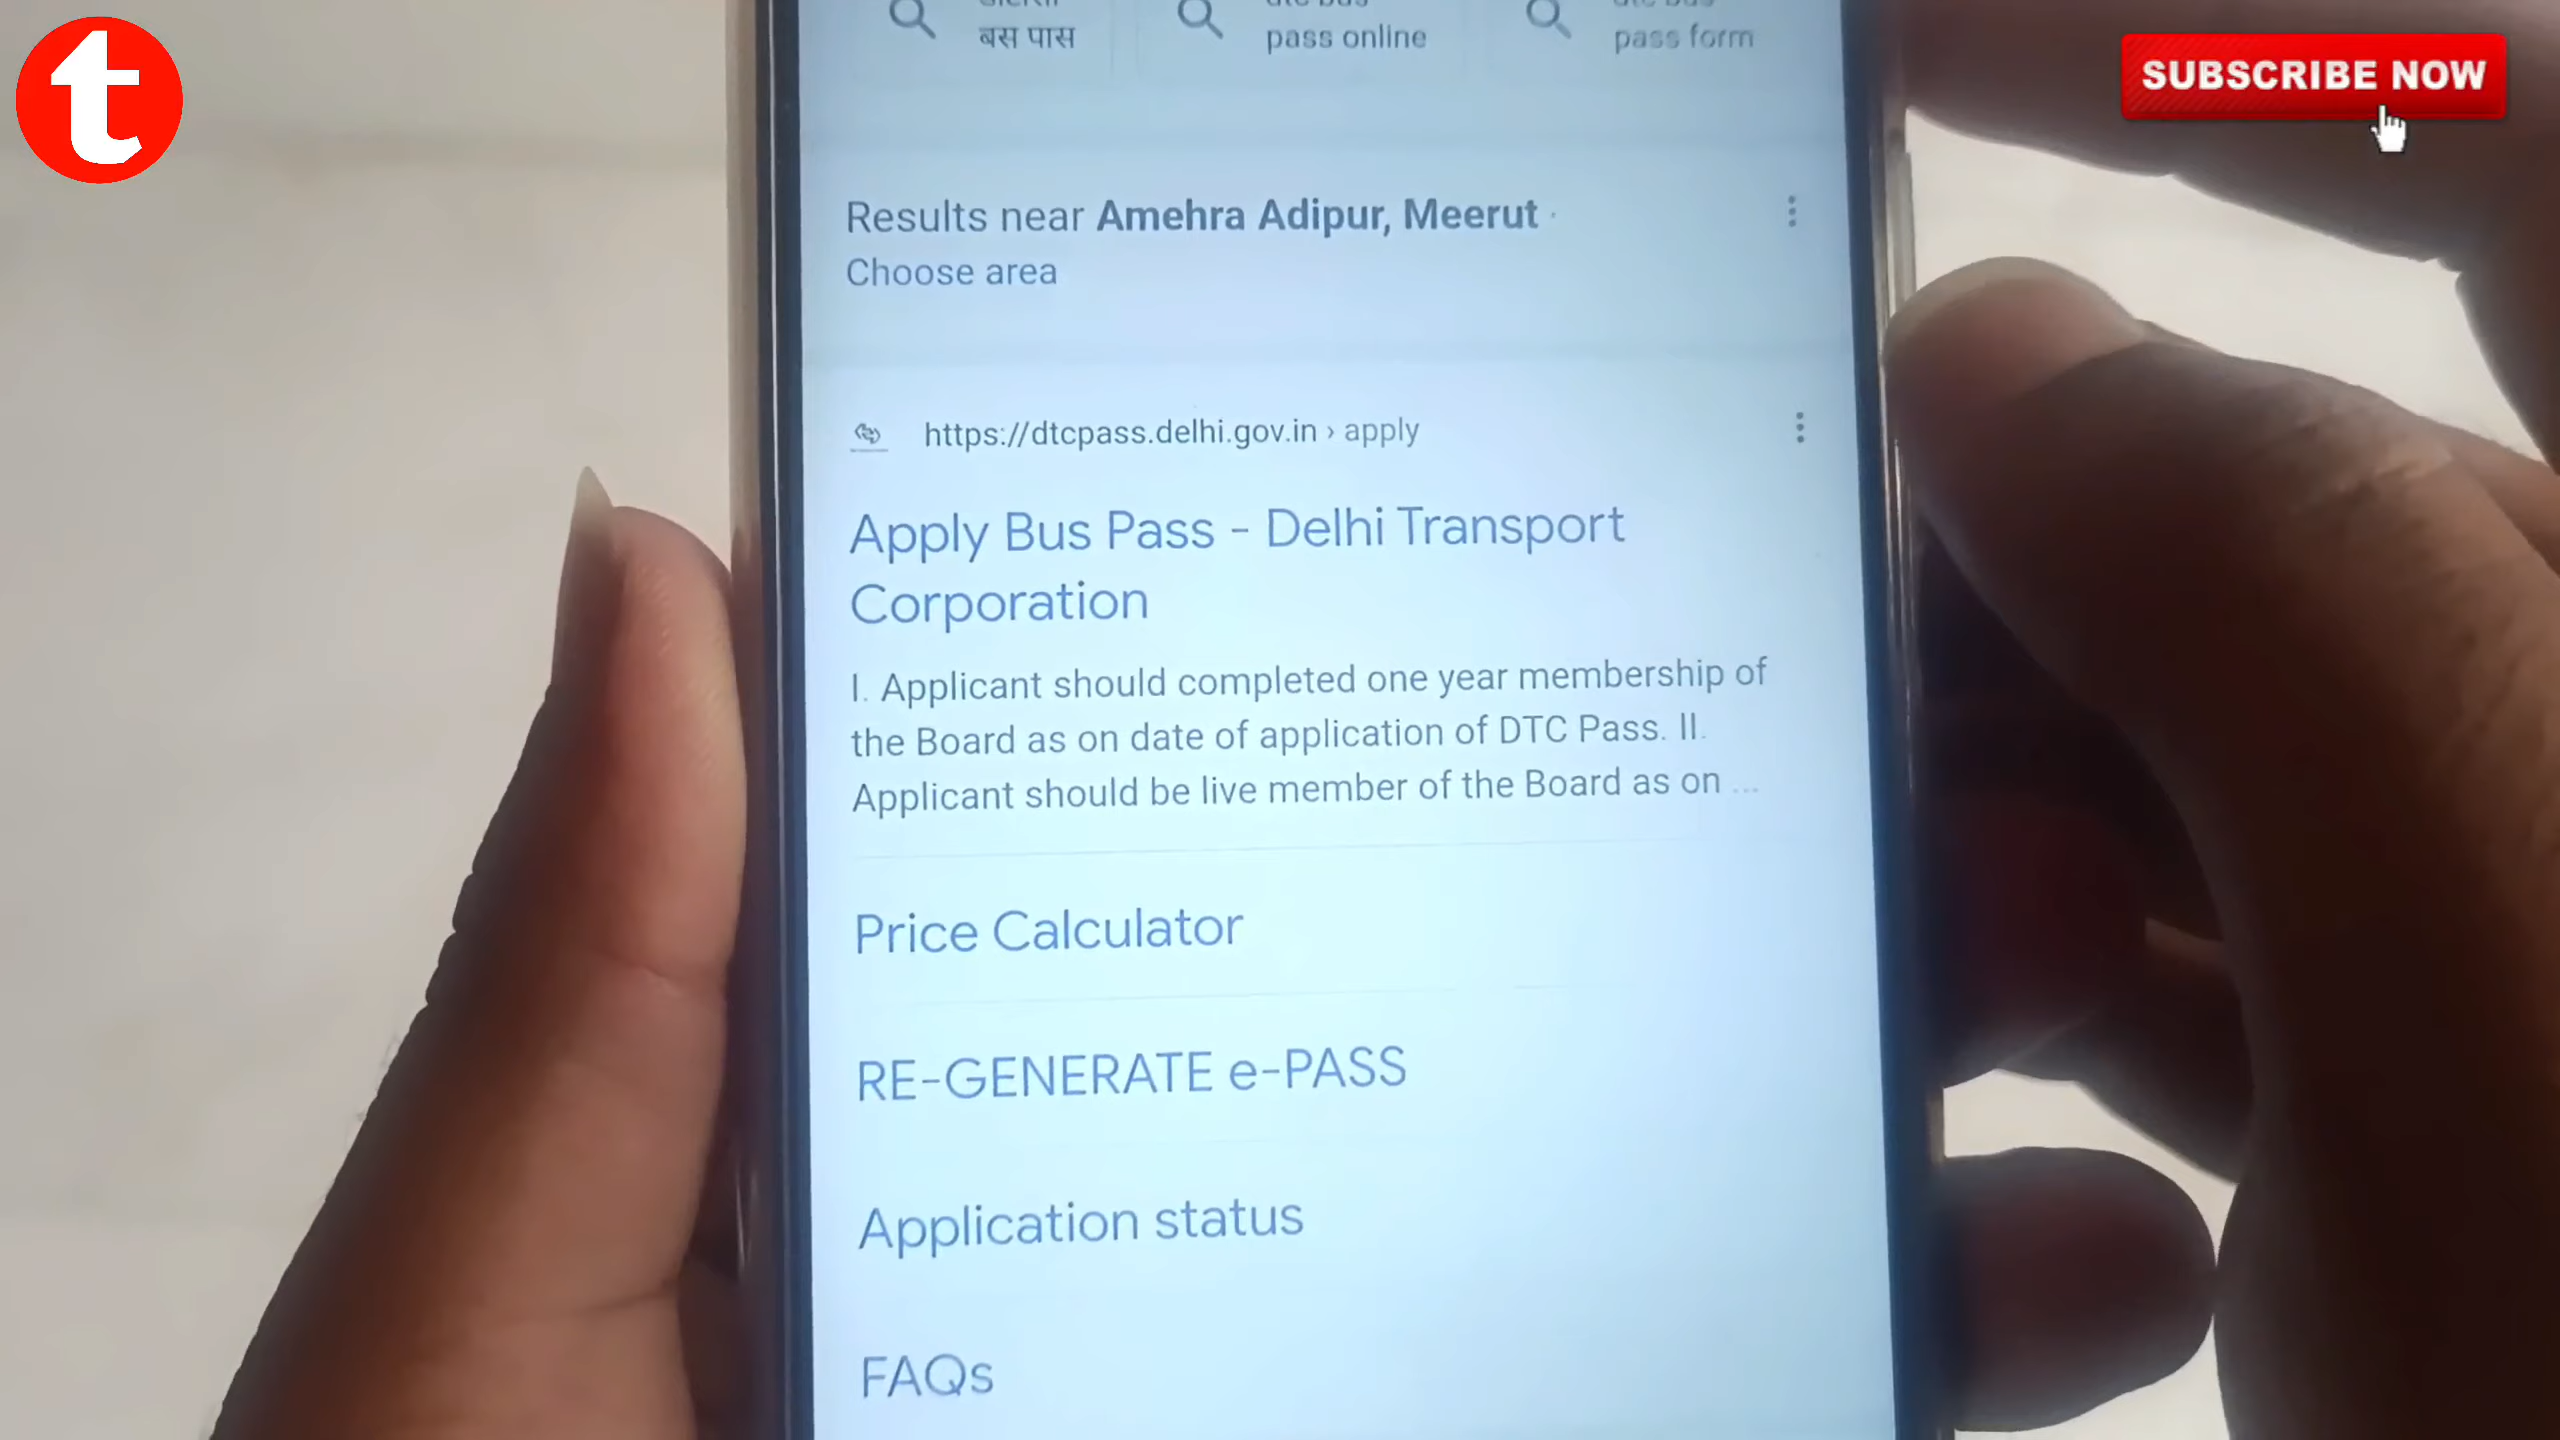 t
SUBSCRIBE NOW
बस पास
pass online
pass form
Results near Amehra Adipur, Meerut ·
Choose area
https://dtcpass.delhi.gov.in › apply
Apply Bus Pass - Delhi Transport
Corporation
I. Applicant should completed one year membership of
the Board as on date of application of DTC Pass. II.
Applicant should be live member of the Board as on ...
Price Calculator
RE-GENERATE e-PASS
Application status
FAQs